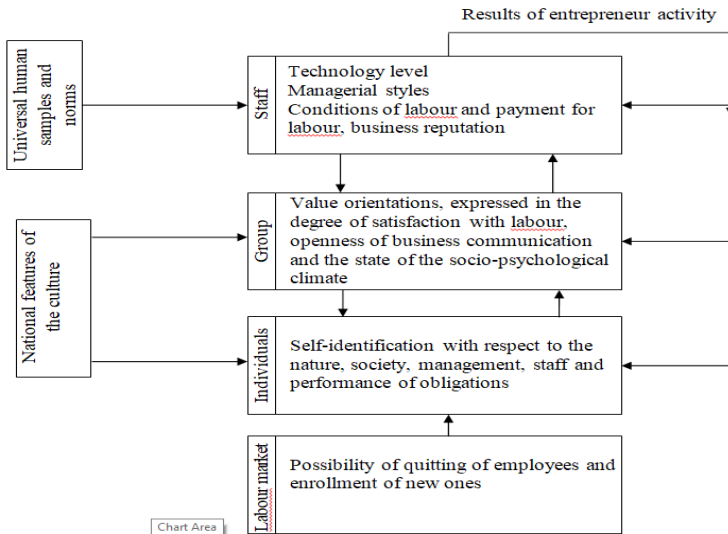 Results of entrepreneur activity
Universal human
samples and
norms
Staff
Technology level
Managerial styles
Conditions of labour and payment for
labour, business reputation
National features of
the culture
Group
Value orientations, expressed in the
degree of satisfaction with labour,
openness of business communication
and the state of the socio-psychological
climate
Individuals
Self-identification with respect to the
nature, society, management, staff and
performance of obligations
Labour market
Possibility of quitting of employees and
enrollment of new ones
Chart Area